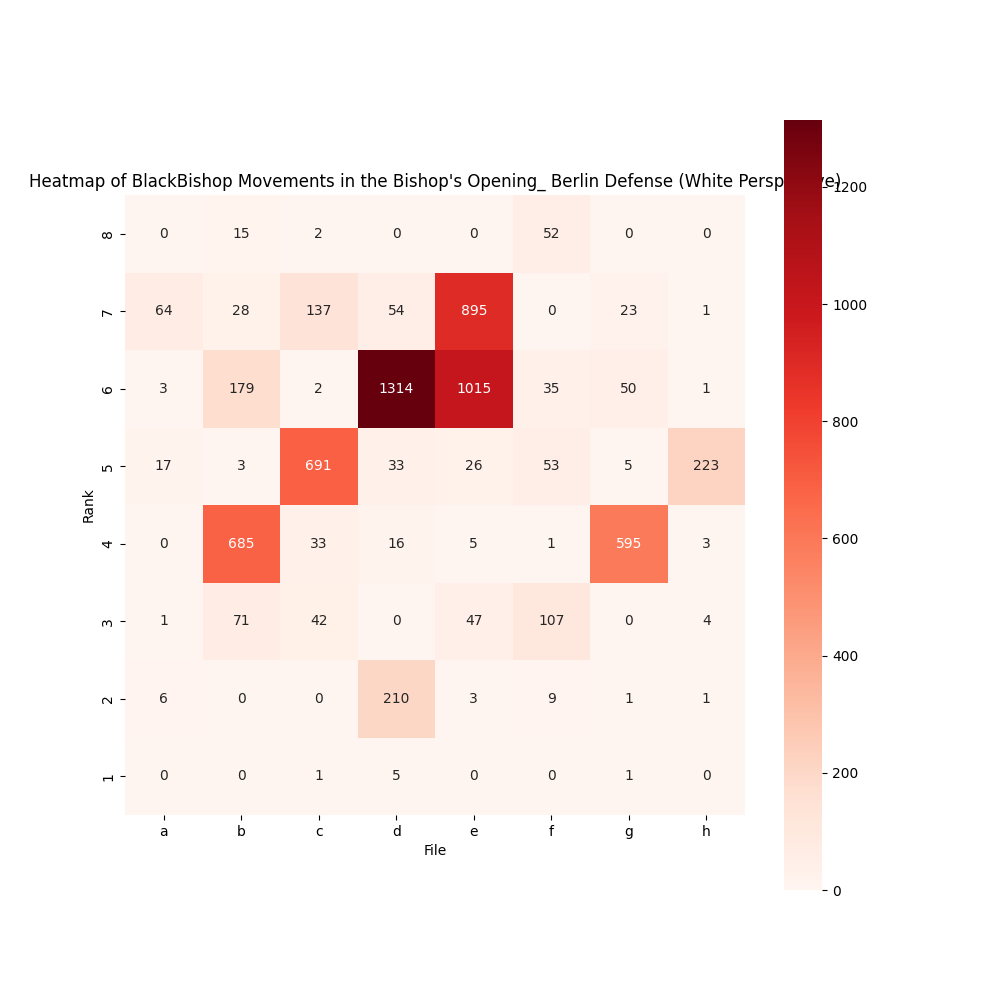 Heatmap of BlackBishop Movements in the Bishop's Opening_ Berlin Defense (White Perspective)
1200
8 0 15 2 0 0 52 0 0
7 64 28 137 54 895 0 23 1
1000
6 3 179 2 1314 1015 35 50 1
800
5 17 3 691 33 26 53 5 223
Rank
4 0 685 33 16 5 1 595 3
600
3 1 71 42 0 47 107 0 4
400
2 6 0 0 210 3 9 1 1
200
1 0 0 1 5 0 0 1 0
a b c d e f g h
File
0